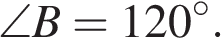 ∠B = 120°.